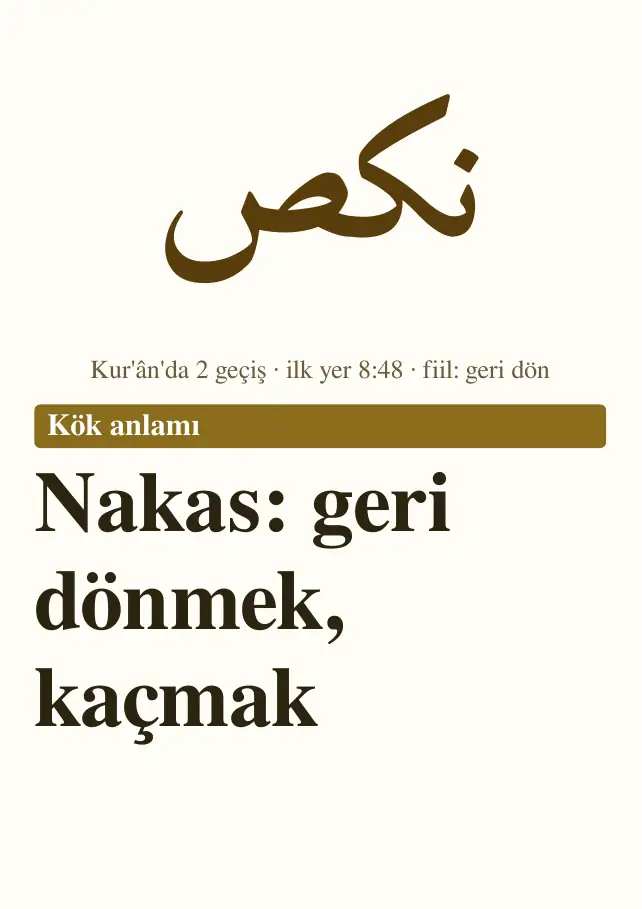 نكص
Kur'ân'da 2 geçiş · ilk yer 8:48 · fiil: geri dön
Kök anlamı
Nakas: geri
dönmek,
kaçmak